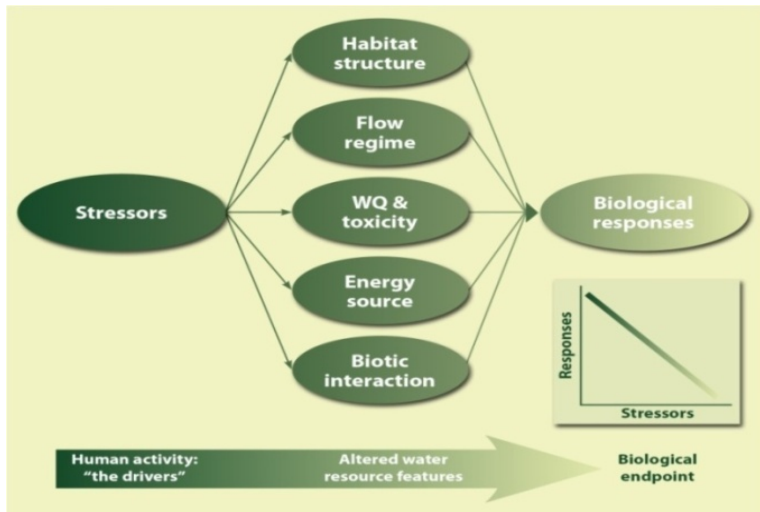 Habitat
structure
Flow
regime
Stressors
WQ &
toxicity
Biological
responses
Energy
source
Biotic
interaction
Responses
Stressors
Human activity:
“the drivers”
Altered water
resource features
Biological
endpoint